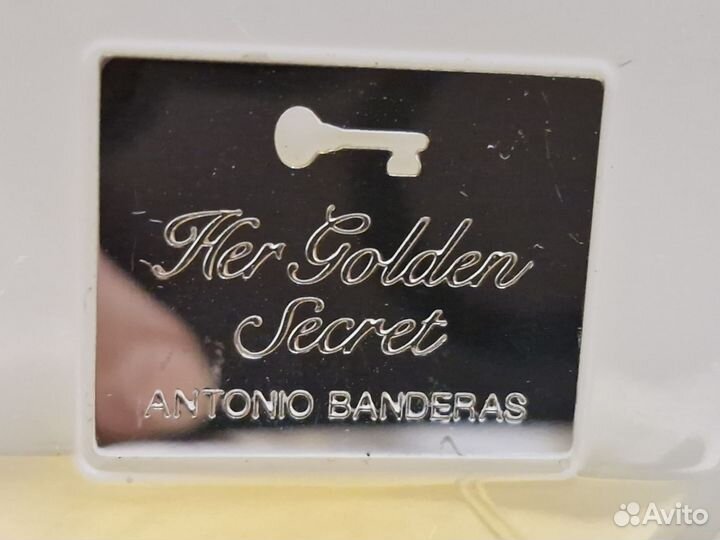 Her Golden
Secret
ANTONIO BANDERAS
Avito